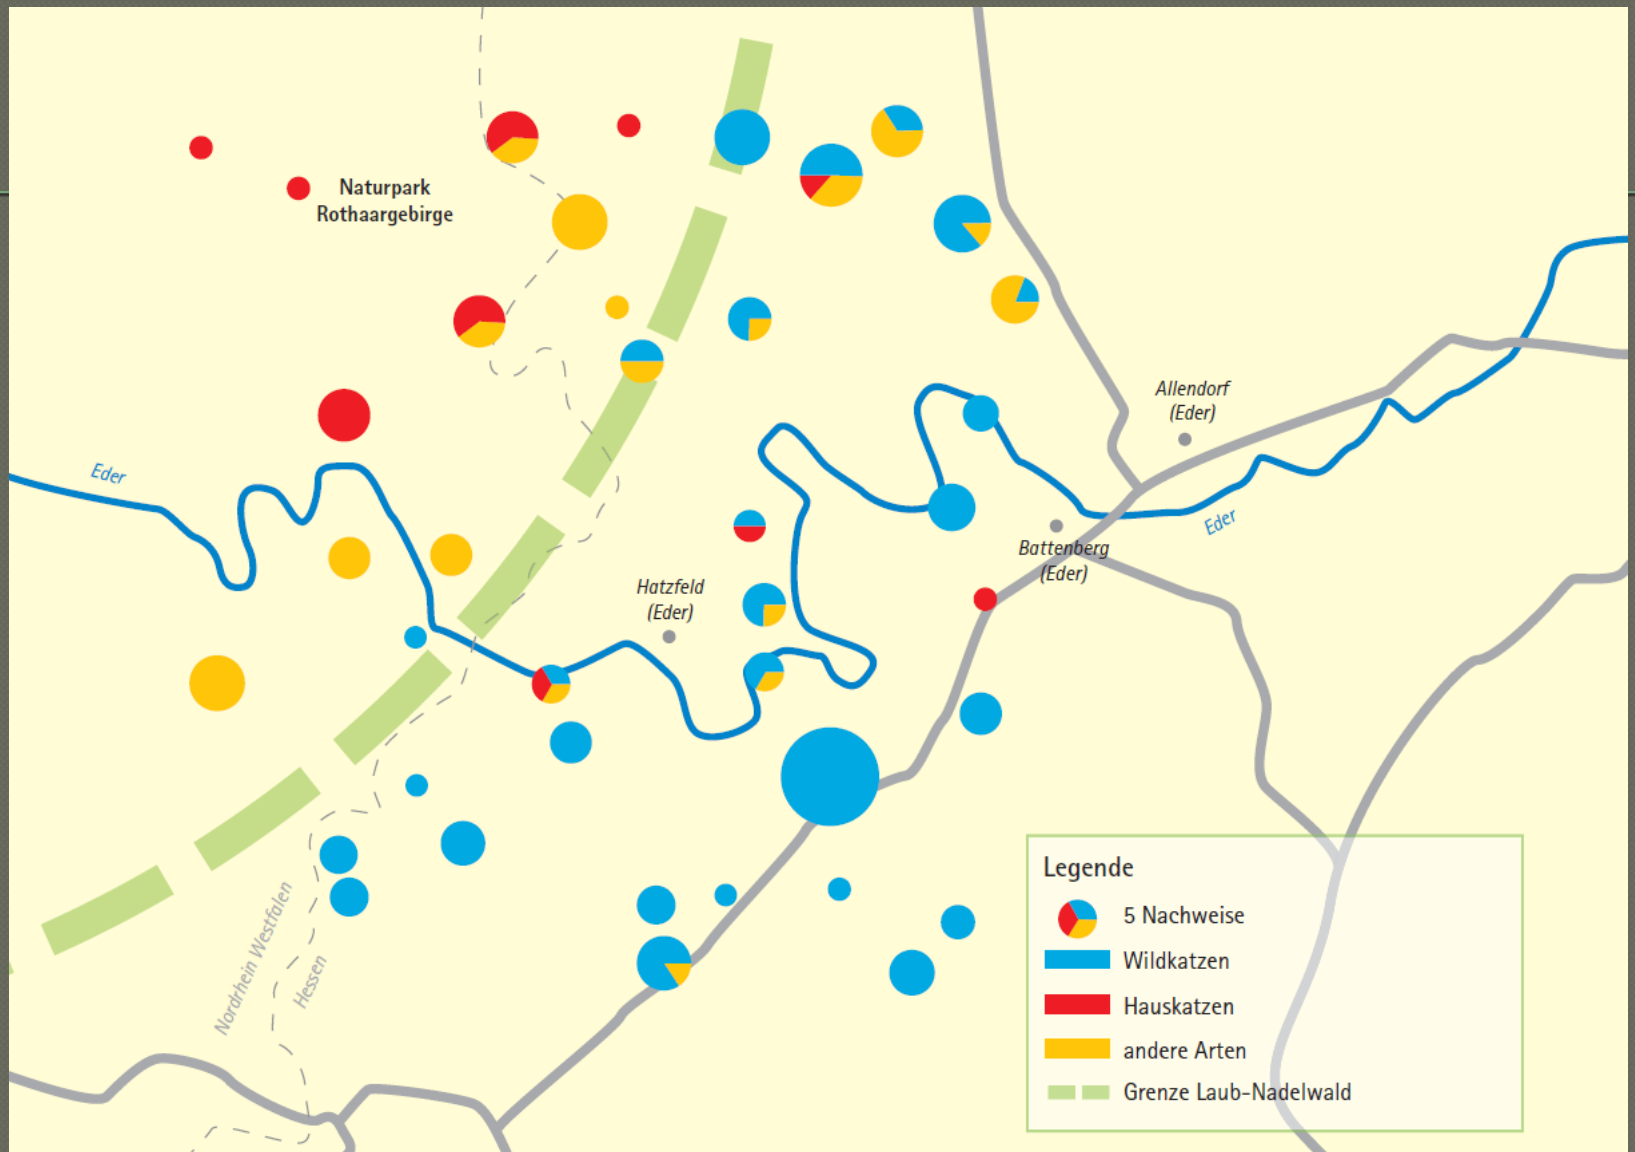 Naturpark
Rothaargebirge
Allendorf
(Eder)
Eder
Eder
Battenberg
(Eder)
Hatzfeld
(Eder)
Nordrhein Westfalen
Hessen
Legende
5 Nachweise
Wildkatzen
Hauskatzen
andere Arten
Grenze Laub-Nadelwald